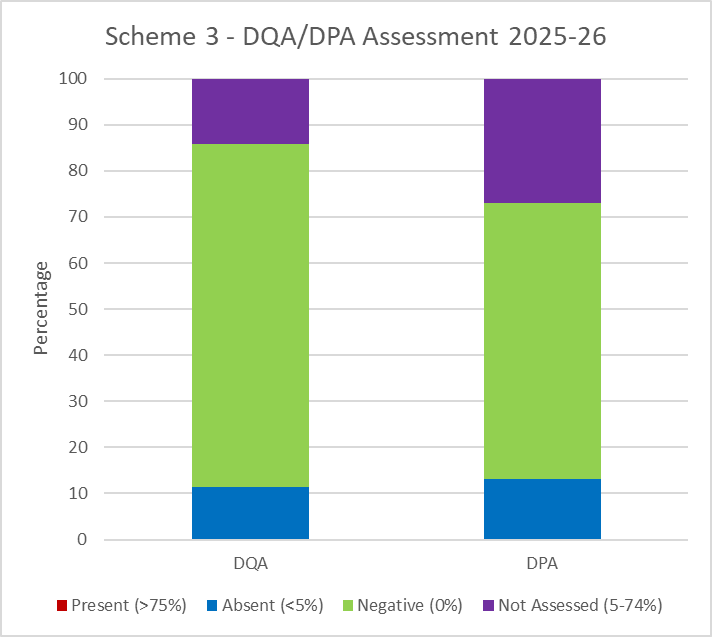 Scheme 3 - DQA/DPA Assessment 2025-26
100
90
80
70
60
50
40
30
20
10
0
Percentage
DQA DPA
Present (>75%) Absent (<5%) Negative (0%) Not Assessed (5-74%)